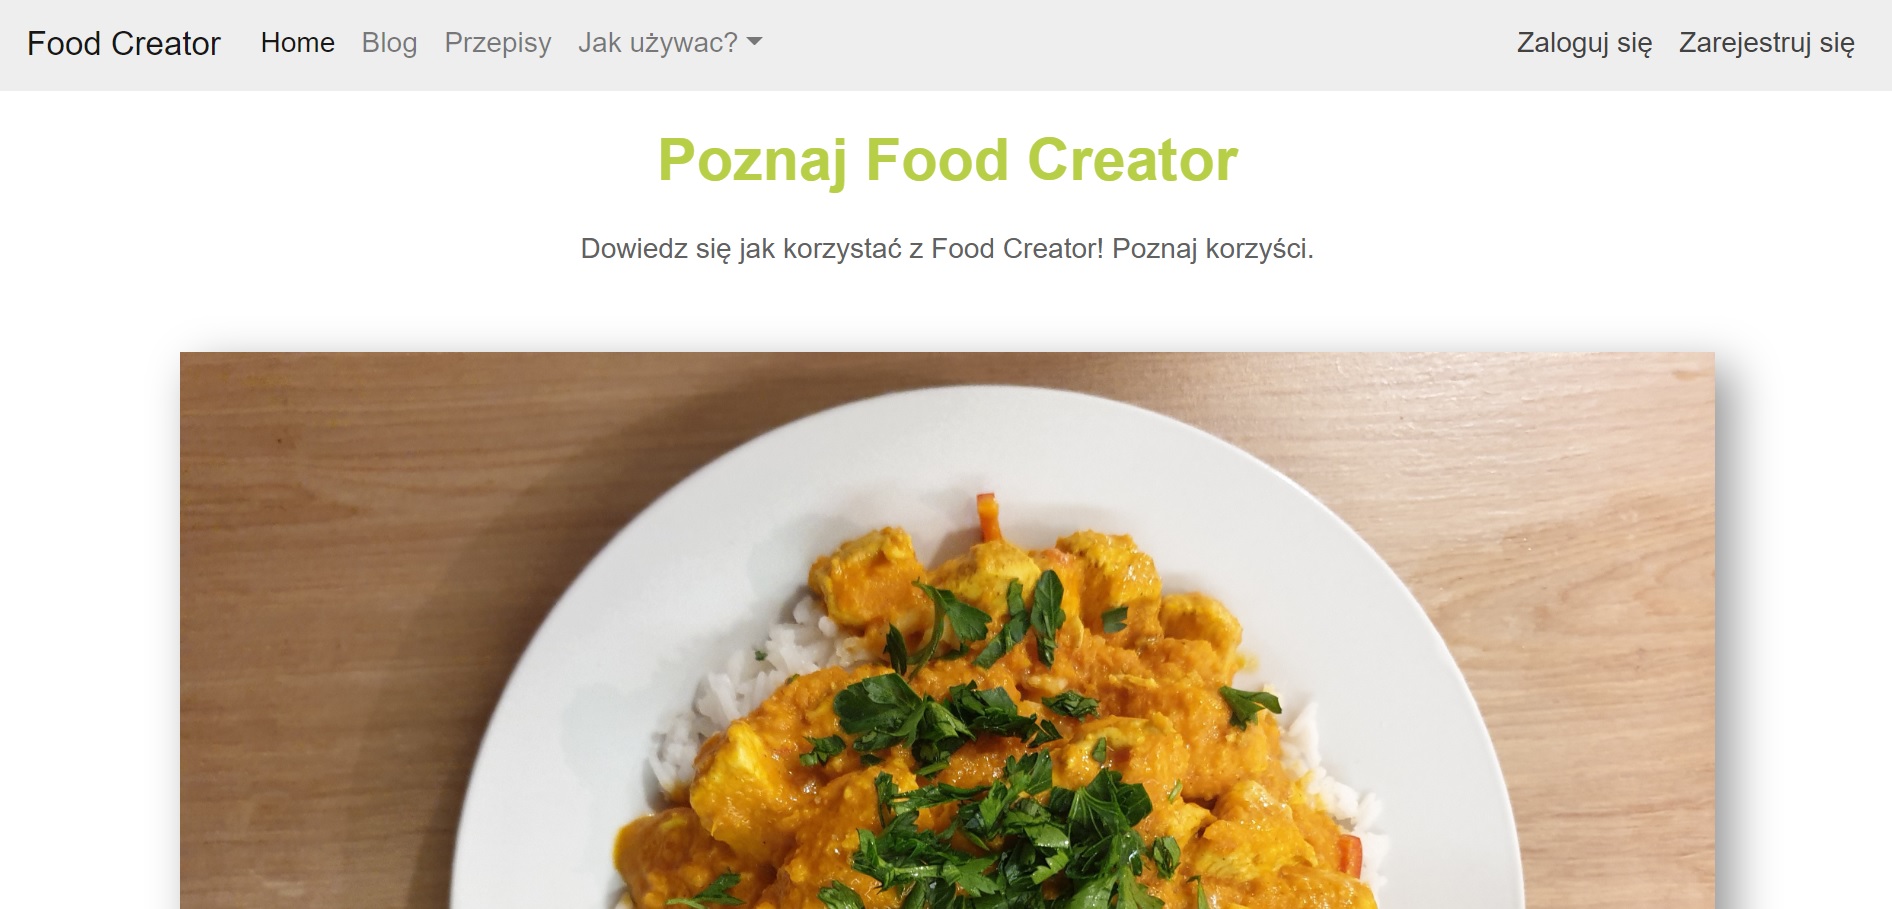 Food Creator Home Blog Przepisy Jak używac? Zaloguj się Zarejestruj się
Poznaj Food Creator
Dowiedz się jak korzystać z Food Creator! Poznaj korzyści.